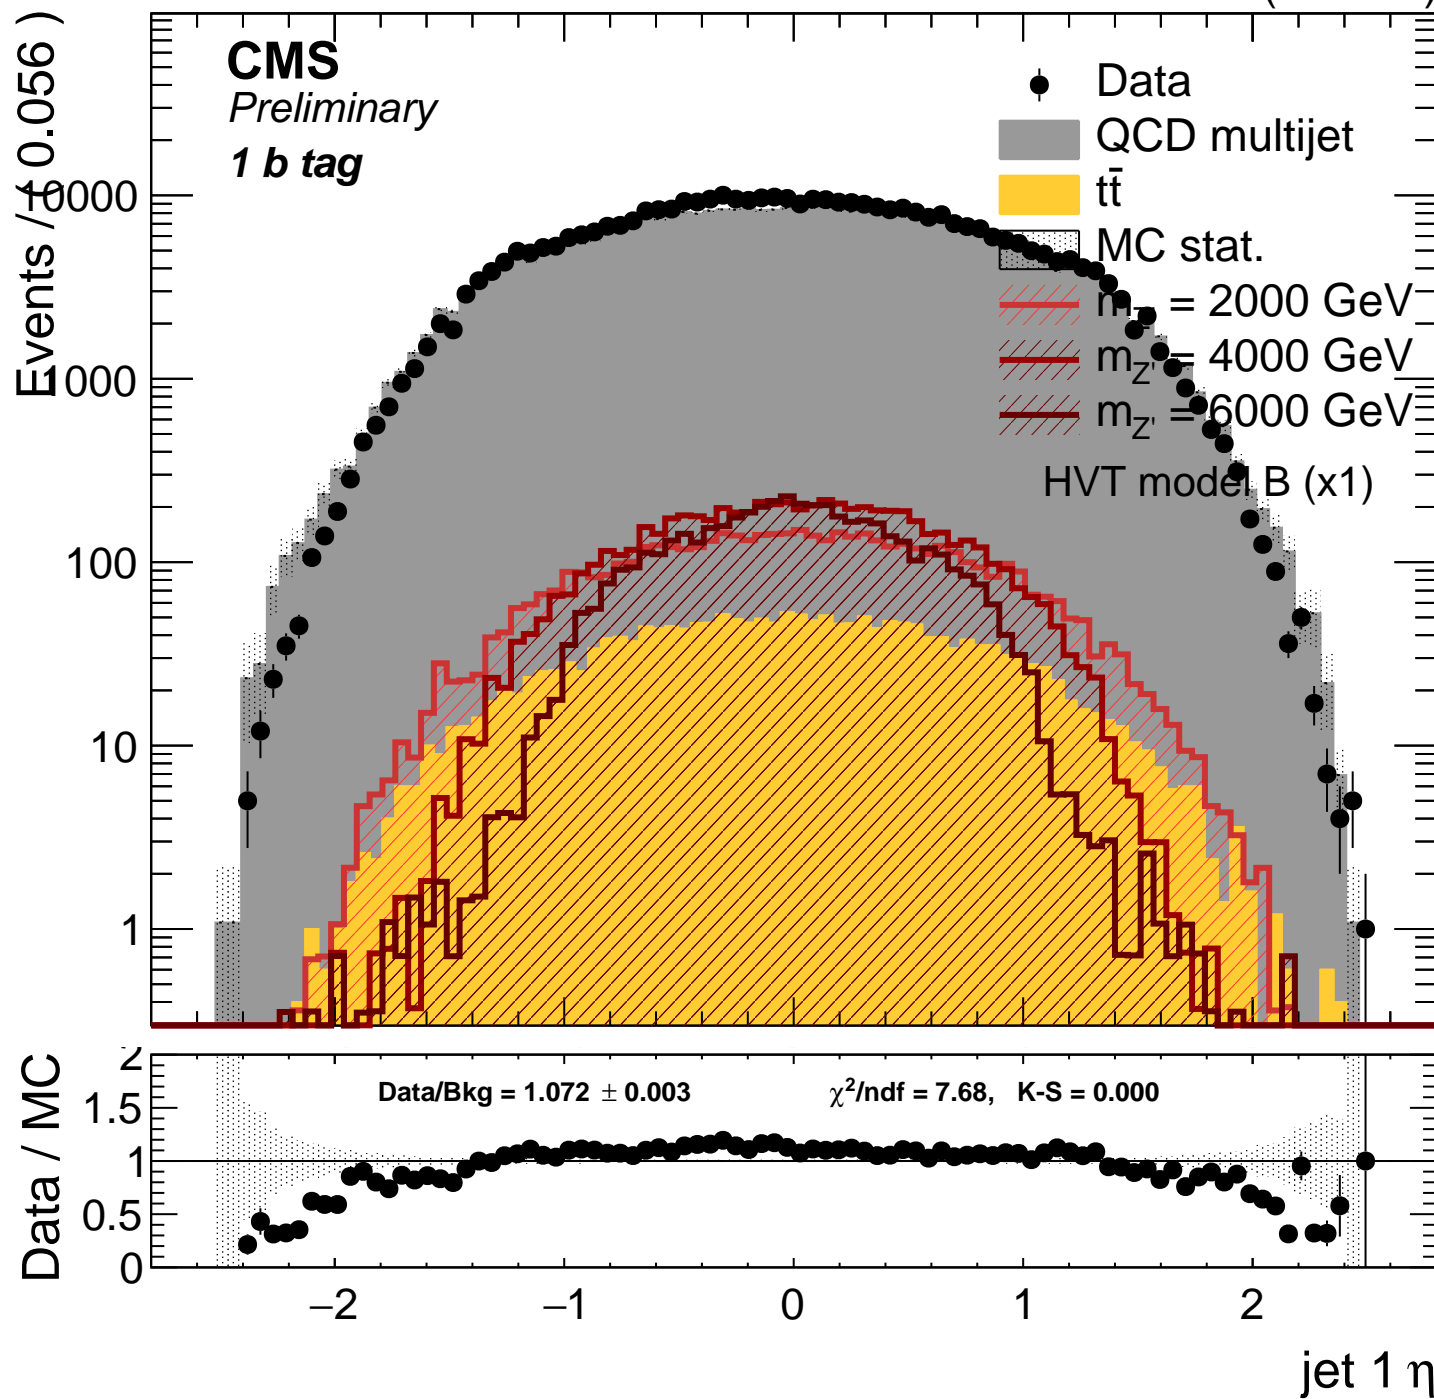 CMS
Preliminary
1 b tag
Data
QCD multijet
tt̄
MC stat.
= 2000 GeV
m_Z' = 4000 GeV
m_Z' = 6000 GeV
HVT model B (x1)
Events / ( 0.056 )
10000
1000
100
10
1
Data / MC
2
1.5
1
0.5
0
Data/Bkg = 1.072 ± 0.003
χ²/ndf = 7.68, K-S = 0.000
−2
−1
0
1
2
jet 1 η